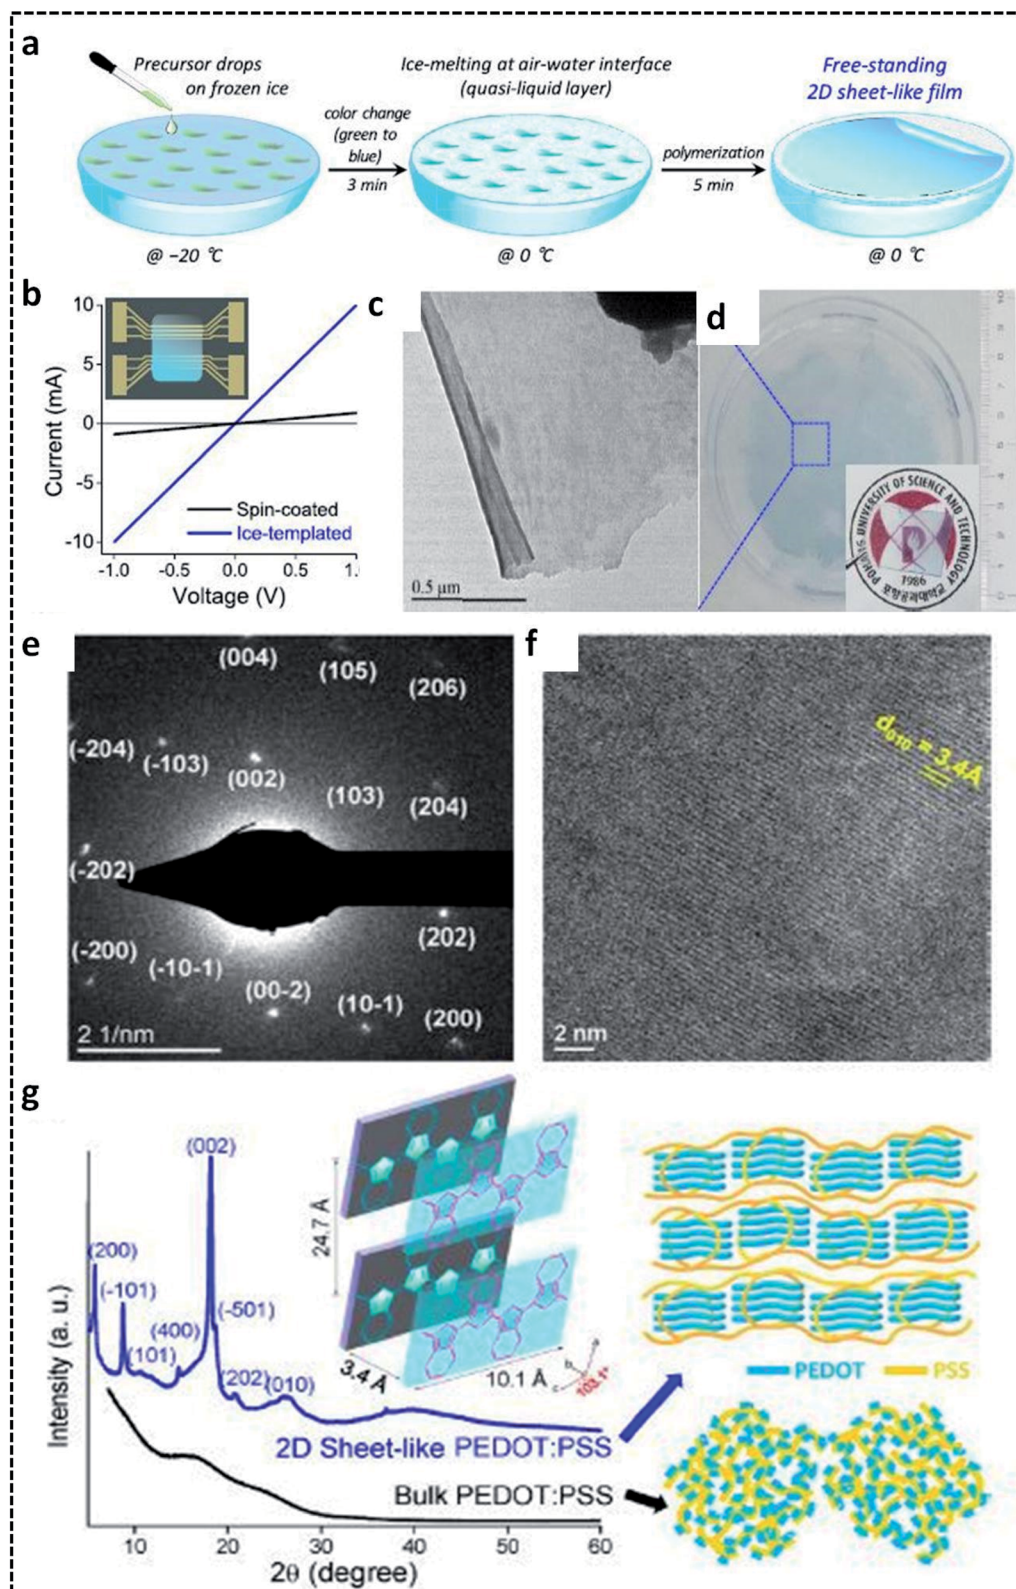 a
Precursor drops
on frozen ice
color change
(green to
blue)
3 min
Ice-melting at air-water interface
(quasi-liquid layer)
polymerization
5 min
Free-standing
2D sheet-like film
@ −20 °C
@ 0 °C
@ 0 °C
b
Current (mA)
10
5
0
-5
-10
Spin-coated
Ice-templated
-1.0
-0.5
0.0
0.5
1.
Voltage (V)
c
0.5 μm
d
POHANG UNIVERSITY OF SCIENCE AND TECHNOLOGY
1986
e
(004)
(105)
(206)
(-204)
(-103)
(002)
(103)
(204)
(-202)
(202)
(-200)
(-10-1)
(00-2)
(10-1)
(200)
2 1/nm
f
d010 = 3.4Å
2 nm
g
Intensity (a. u.)
(200)
(-101)
(101)
(400)
(002)
(-501)
(202)
(010)
24.7 Å
3.4 Å
10.1 Å
a
b
c
103.1°
2D Sheet-like PEDOT:PSS
Bulk PEDOT:PSS
10
20
30
40
50
60
2θ (degree)
PEDOT
PSS